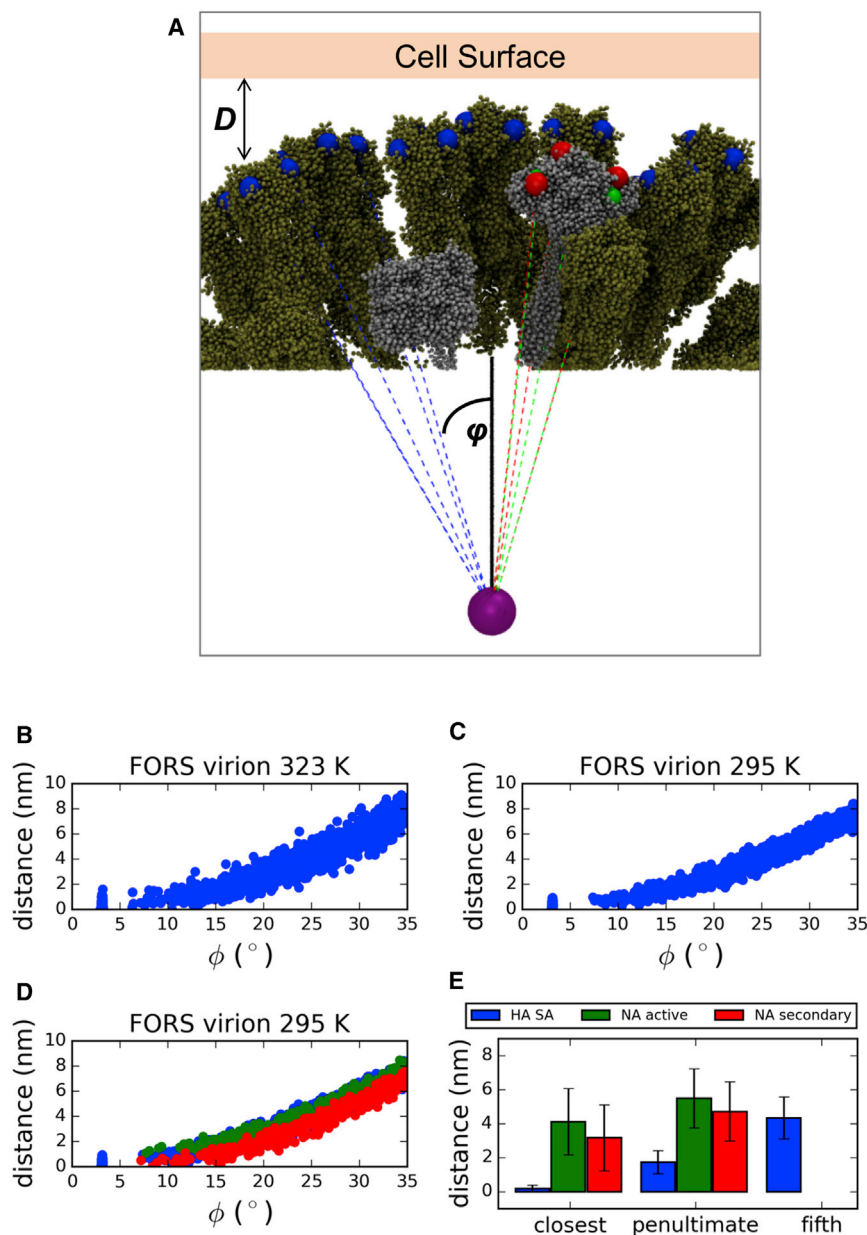 A
Cell Surface
D
φ
B
FORS virion 323 K
distance (nm)
10
8
6
4
2
0
0 5 10 15 20 25 30 35
ϕ (°)
C
FORS virion 295 K
distance (nm)
10
8
6
4
2
0
0 5 10 15 20 25 30 35
ϕ (°)
D
FORS virion 295 K
distance (nm)
10
8
6
4
2
0
0 5 10 15 20 25 30 35
ϕ (°)
E
HA SA NA active NA secondary
distance (nm)
8
6
4
2
0
closest penultimate fifth